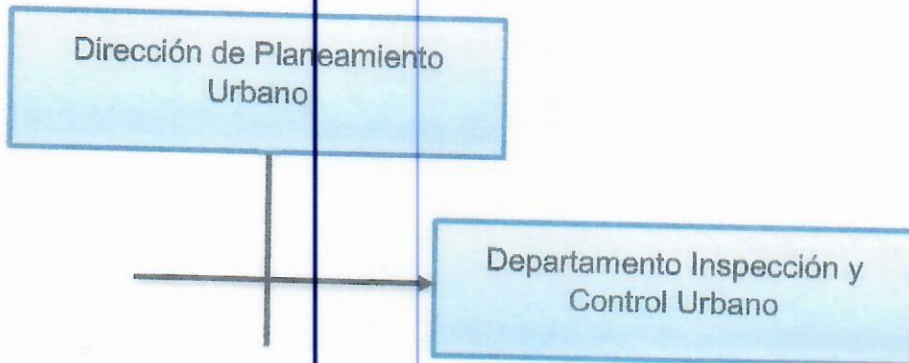 Dirección de Planeamiento
Urbano
Departamento Inspección y
Control Urbano